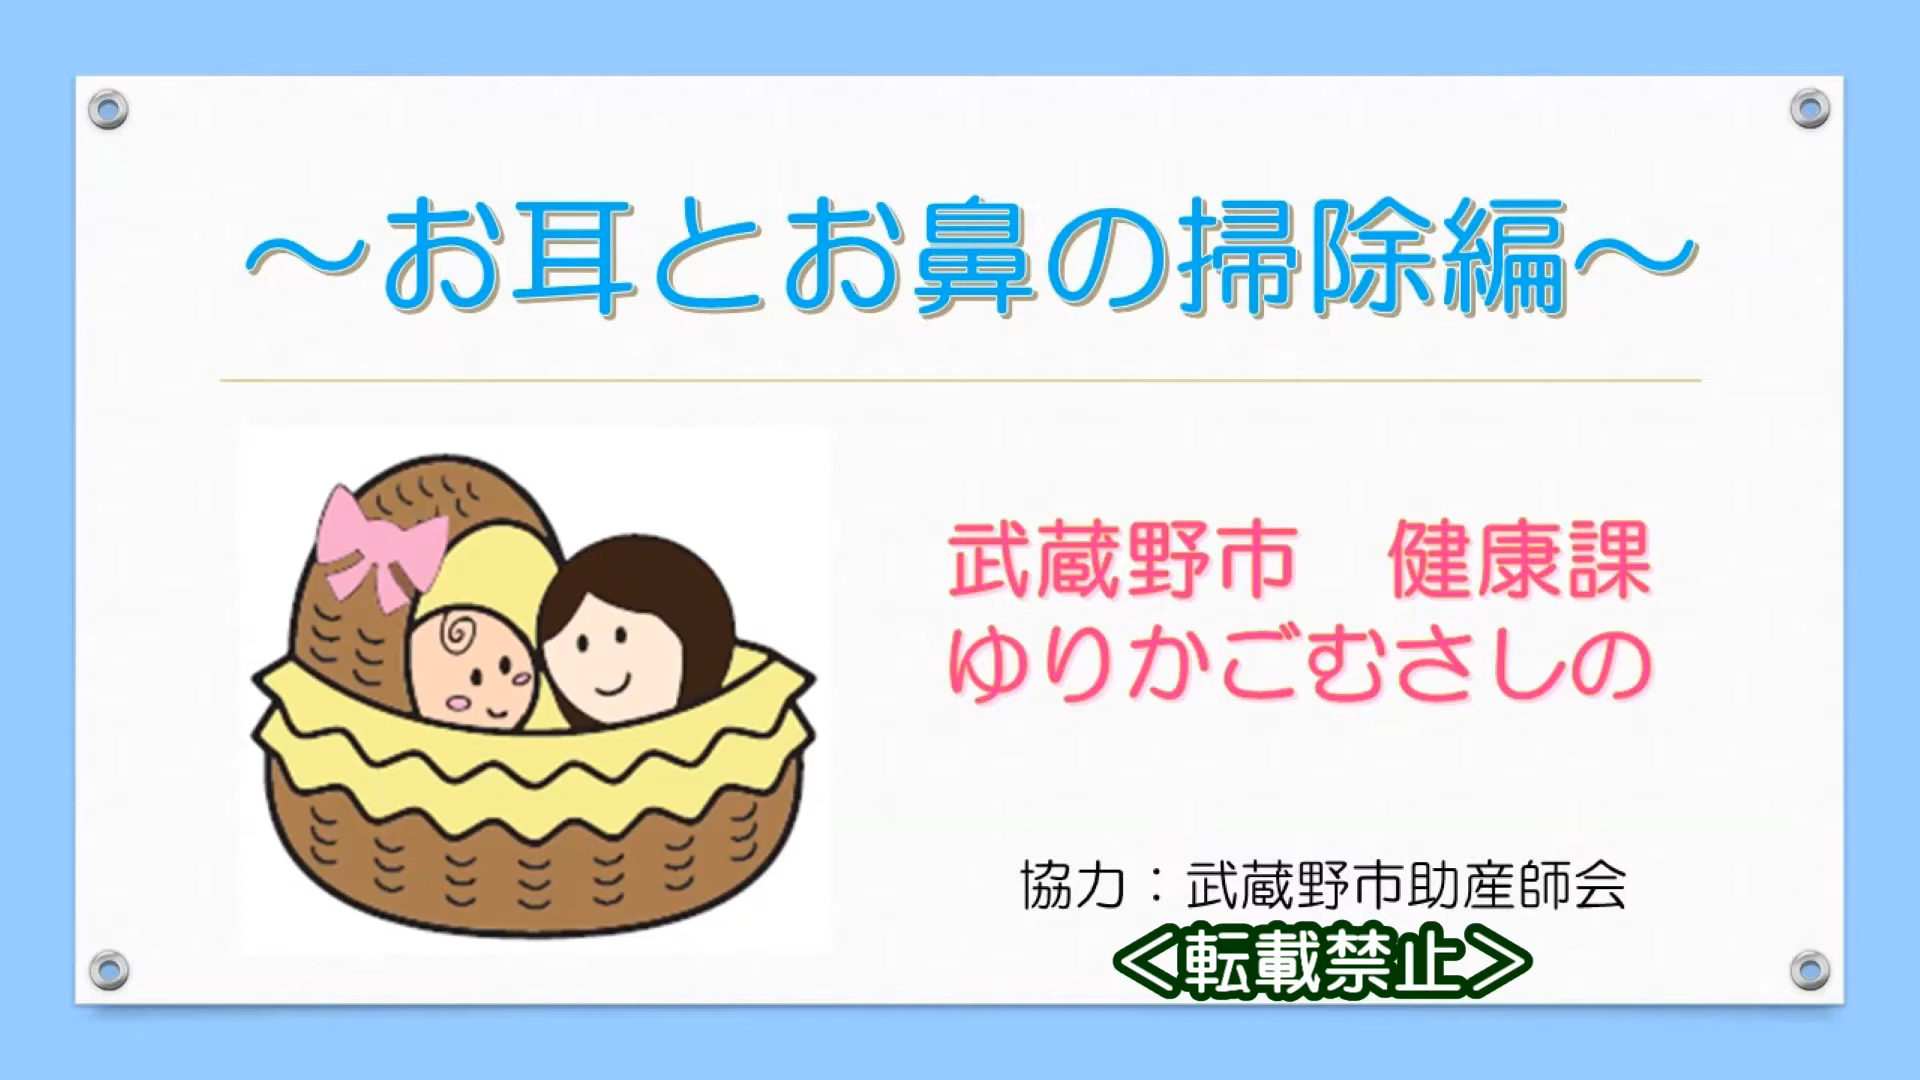 ～お耳とお鼻の掃除編～
武蔵野市　健康課
ゆりかごむさしの
協力：武蔵野市助産師会
＜転載禁止＞